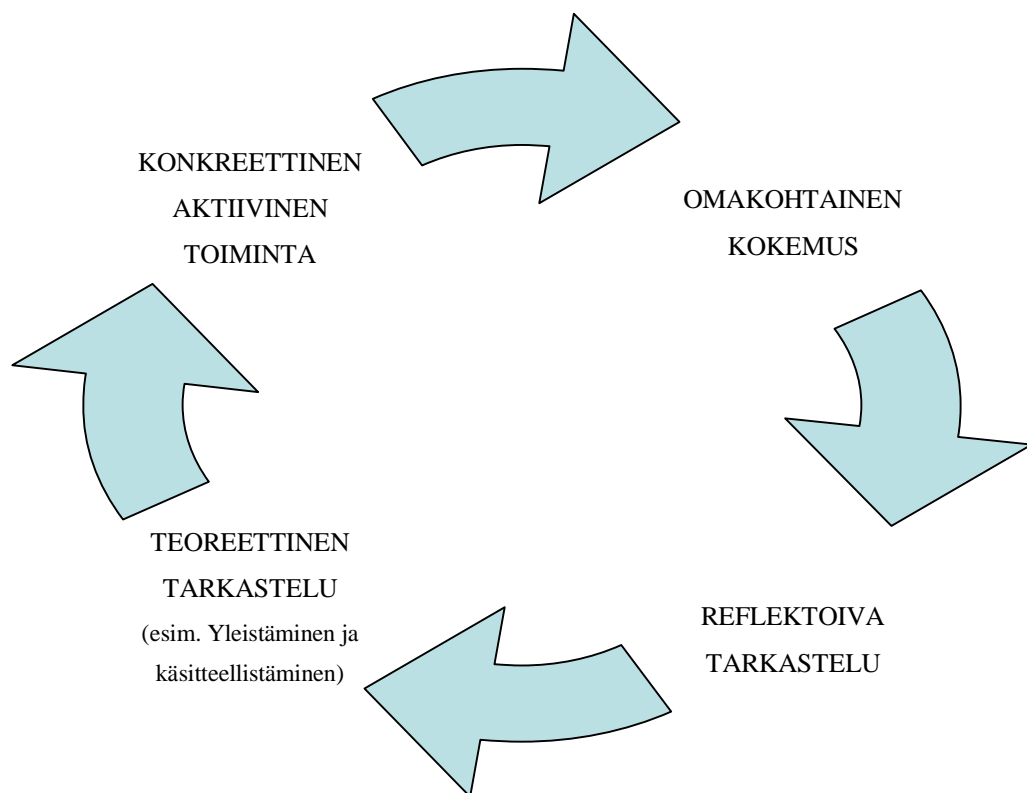 KONKREETTINEN
AKTIIVINEN
TOIMINTA
OMAKOHTAINEN
KOKEMUS
TEOREETTINEN
TARKASTELU
(esim. Yleistäminen ja
käsitteellistäminen)
REFLEKTOIVA
TARKASTELU